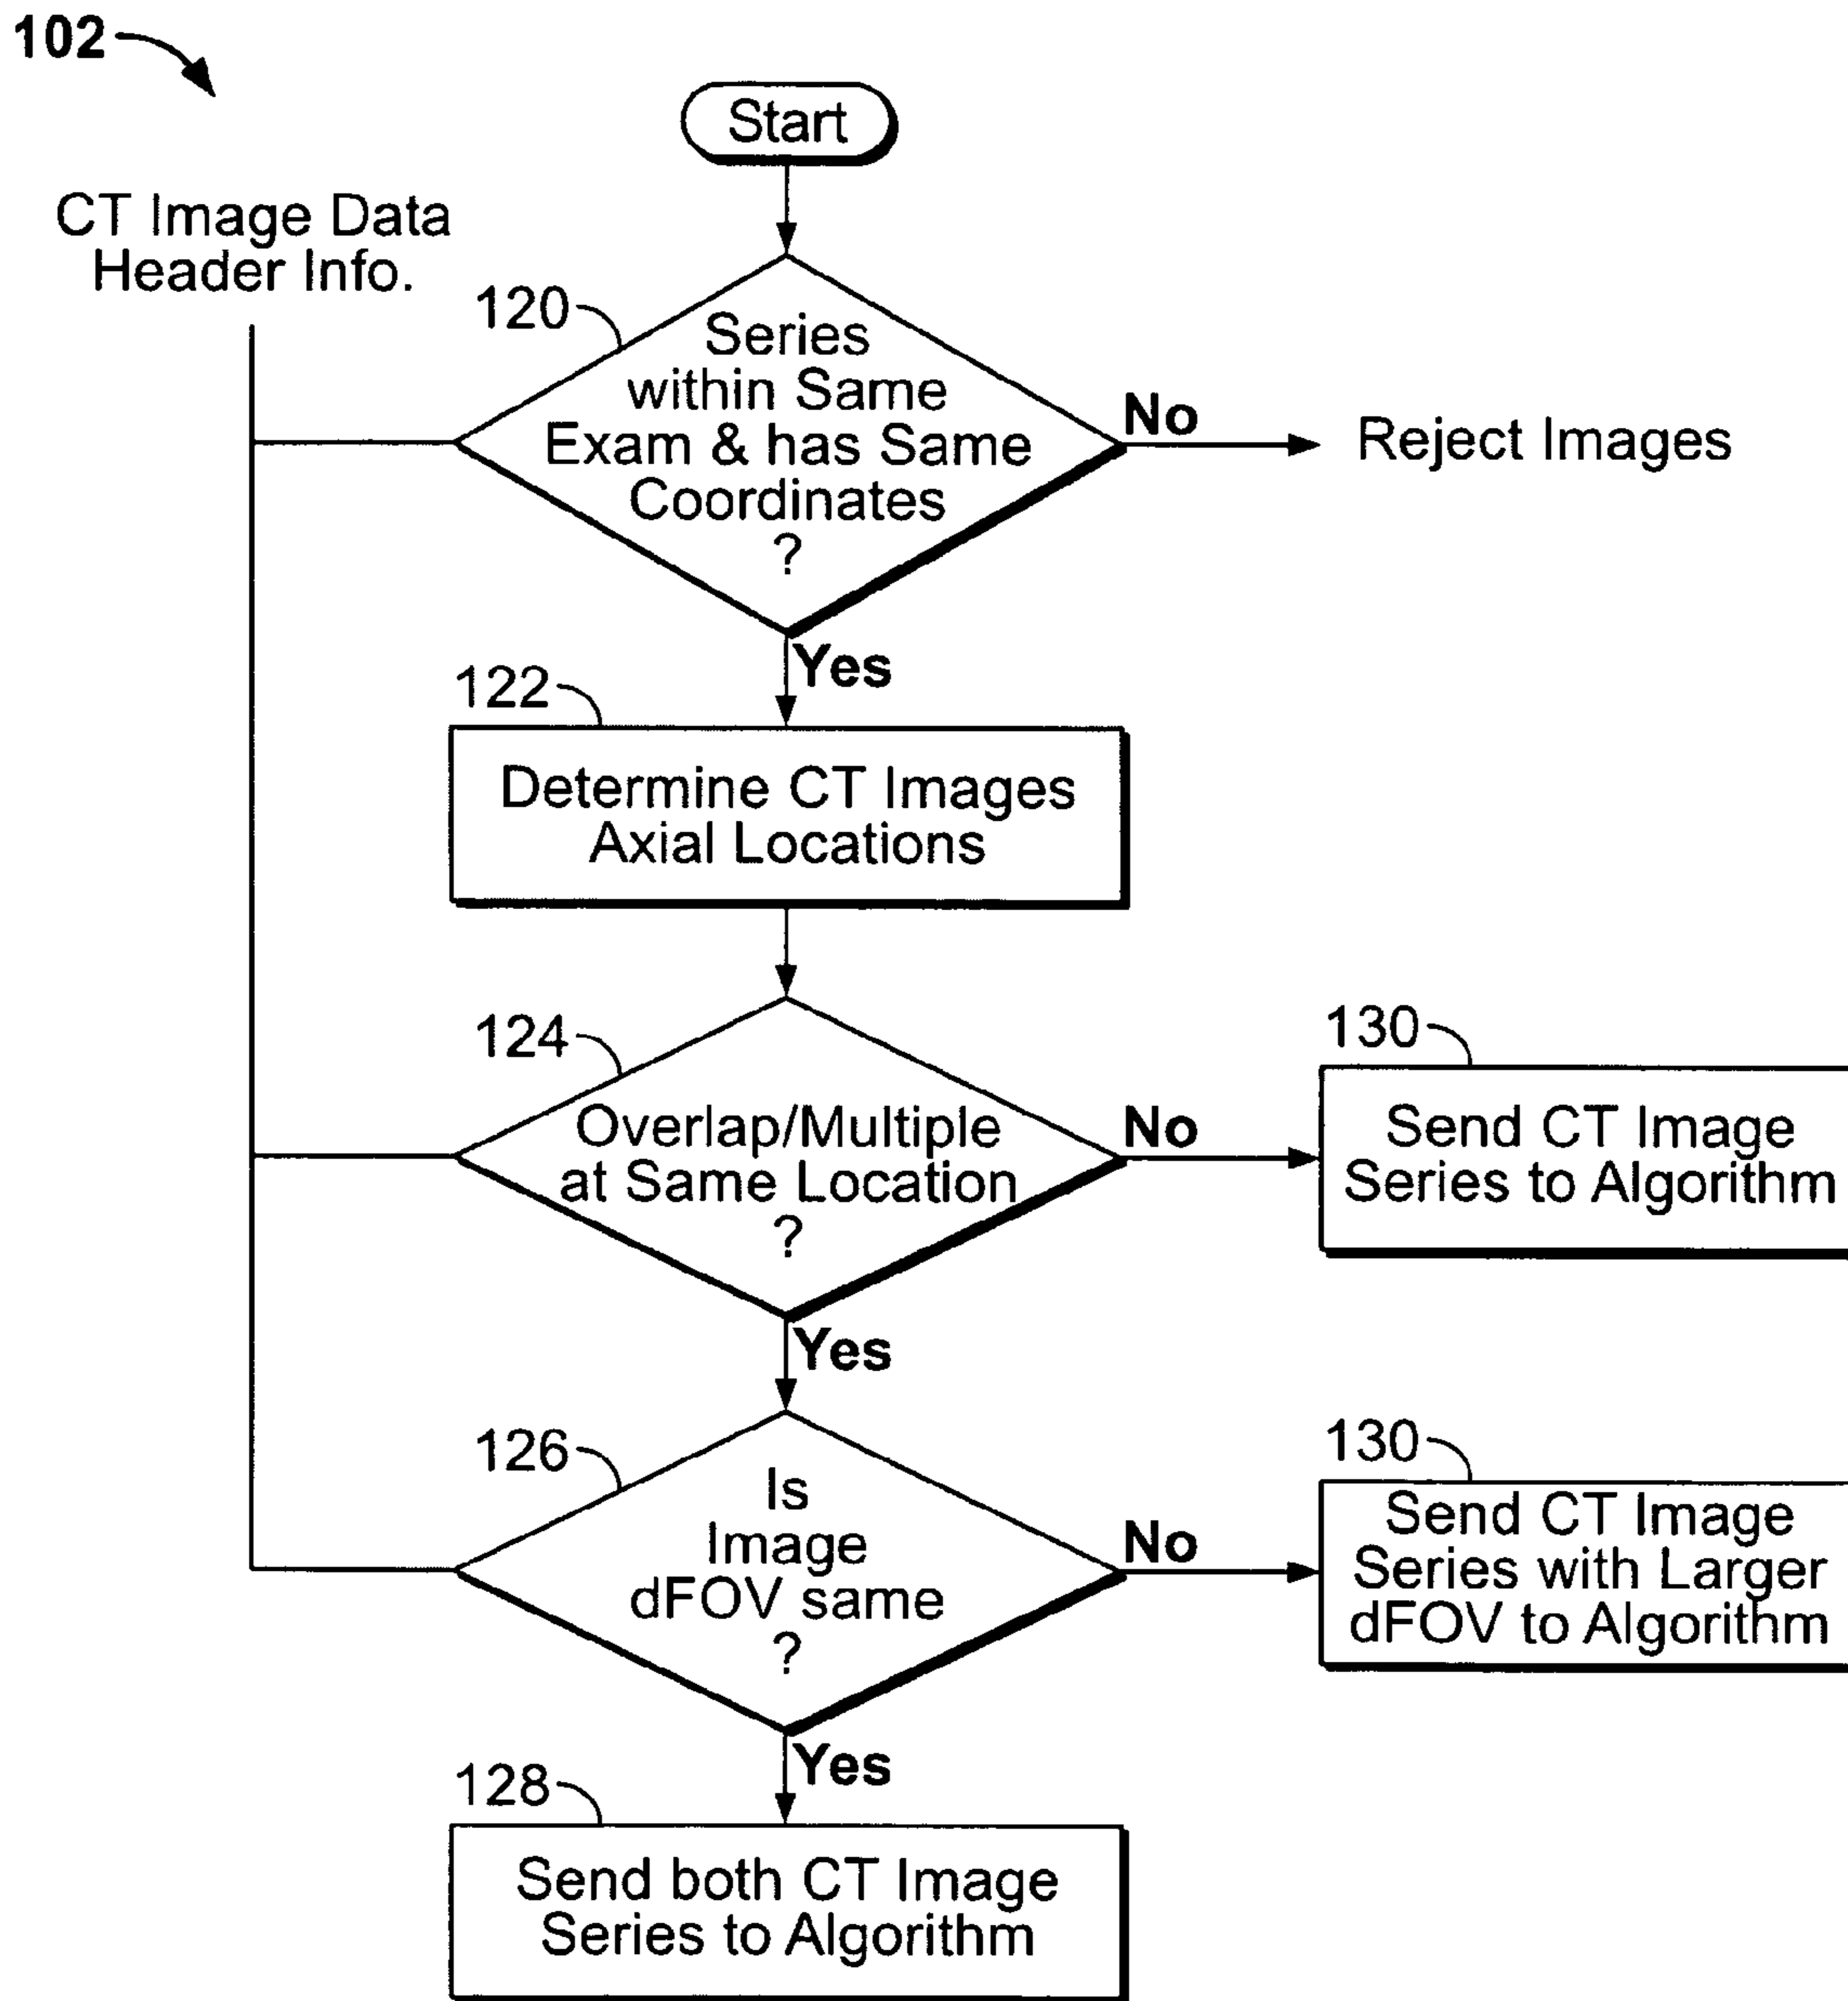 102
Start
CT Image Data
Header Info.
120
Series
within Same
Exam & has Same
Coordinates
?
No
Reject Images
Yes
122
Determine CT Images
Axial Locations
124
Overlap/Multiple
at Same Location
?
No
130
Send CT Image
Series to Algorithm
Yes
126
Is
Image
dFOV same
?
No
130
Send CT Image
Series with Larger
dFOV to Algorithm
Yes
128
Send both CT Image
Series to Algorithm